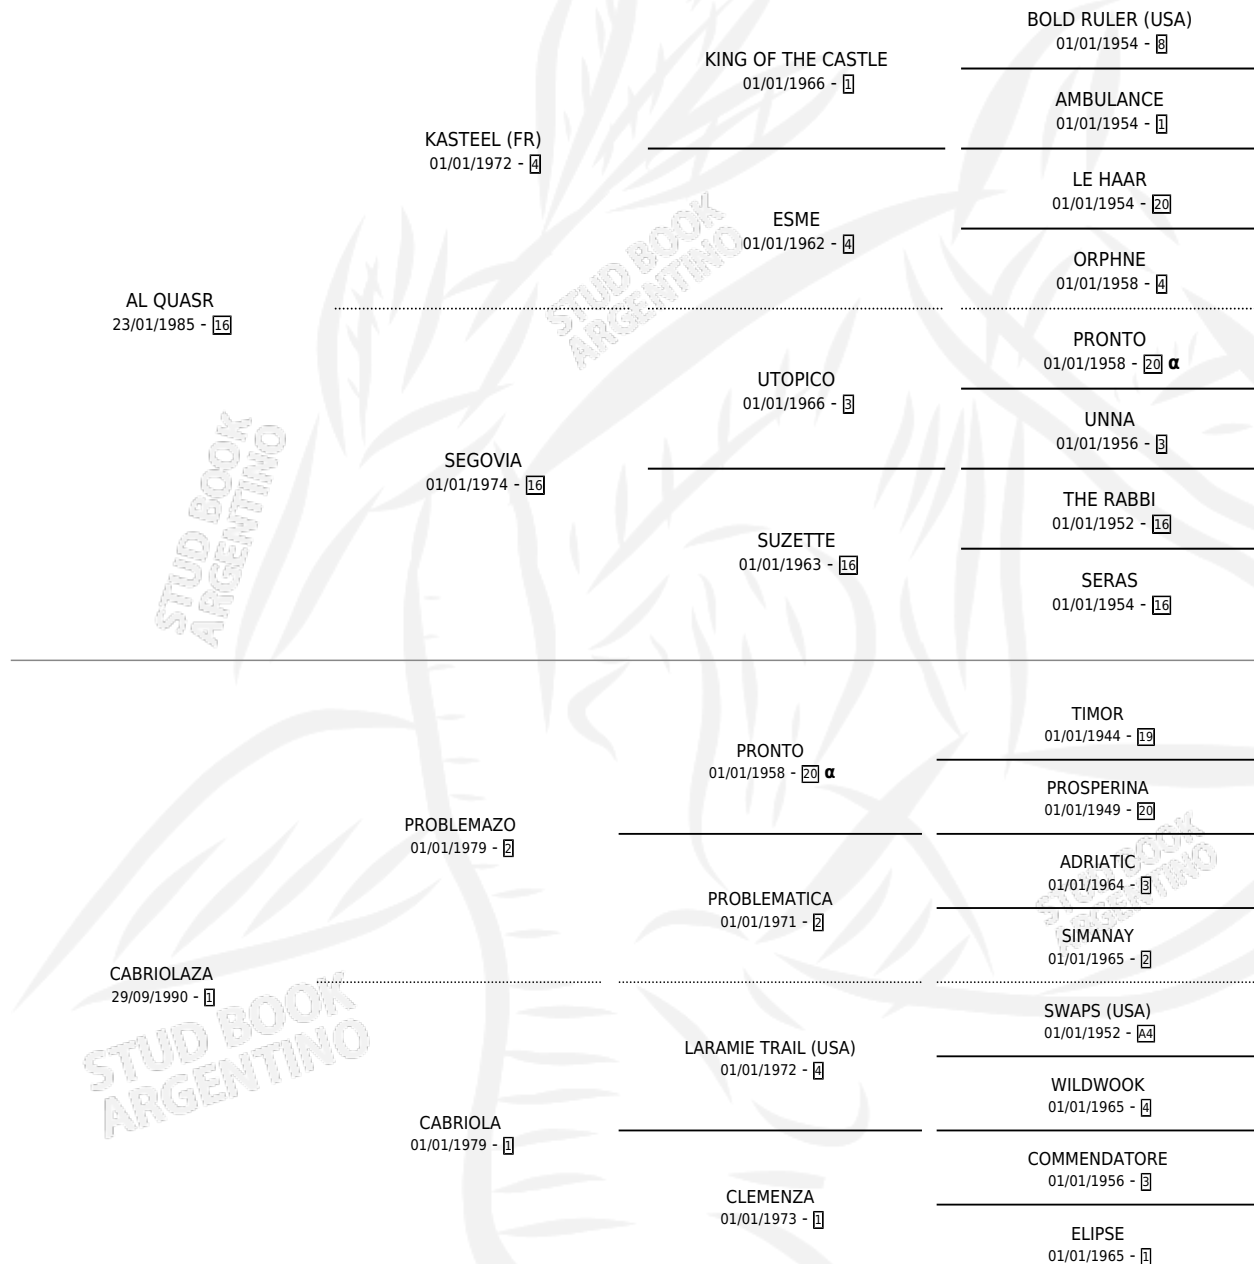 BOLD RULER (USA)
01/01/1954 - 8
KING OF THE CASTLE
01/01/1966 - 1
AMBULANCE
01/01/1954 - 1
KASTEEL (FR)
01/01/1972 - 4
LE HAAR
01/01/1954 - 20
ESME
01/01/1962 - 4
ORPHNE
01/01/1958 - 4
AL QUASR
23/01/1985 - 16
PRONTO
01/01/1958 - 20 α
UTOPICO
01/01/1966 - 3
UNNA
01/01/1956 - 3
SEGOVIA
01/01/1974 - 16
THE RABBI
01/01/1952 - 16
SUZETTE
01/01/1963 - 16
SERAS
01/01/1954 - 16
TIMOR
01/01/1944 - 19
PRONTO
01/01/1958 - 20 α
PROSPERINA
01/01/1949 - 20
PROBLEMAZO
01/01/1979 - 2
ADRIATIC
01/01/1964 - 3
PROBLEMATICA
01/01/1971 - 2
SIMANAY
01/01/1965 - 2
CABRIOLAZA
29/09/1990 - 1
SWAPS (USA)
01/01/1952 - A4
LARAMIE TRAIL (USA)
01/01/1972 - 4
WILDWOOK
01/01/1965 - 4
CABRIOLA
01/01/1979 - 1
COMMENDATORE
01/01/1956 - 3
CLEMENZA
01/01/1973 - 1
ELIPSE
01/01/1965 - 1
STUD BOOK
ARGENTINO
STUD BOOK
ARGENTINO
STUD BOOK
ARGENTINO
STUD BOOK
ARGENTINO